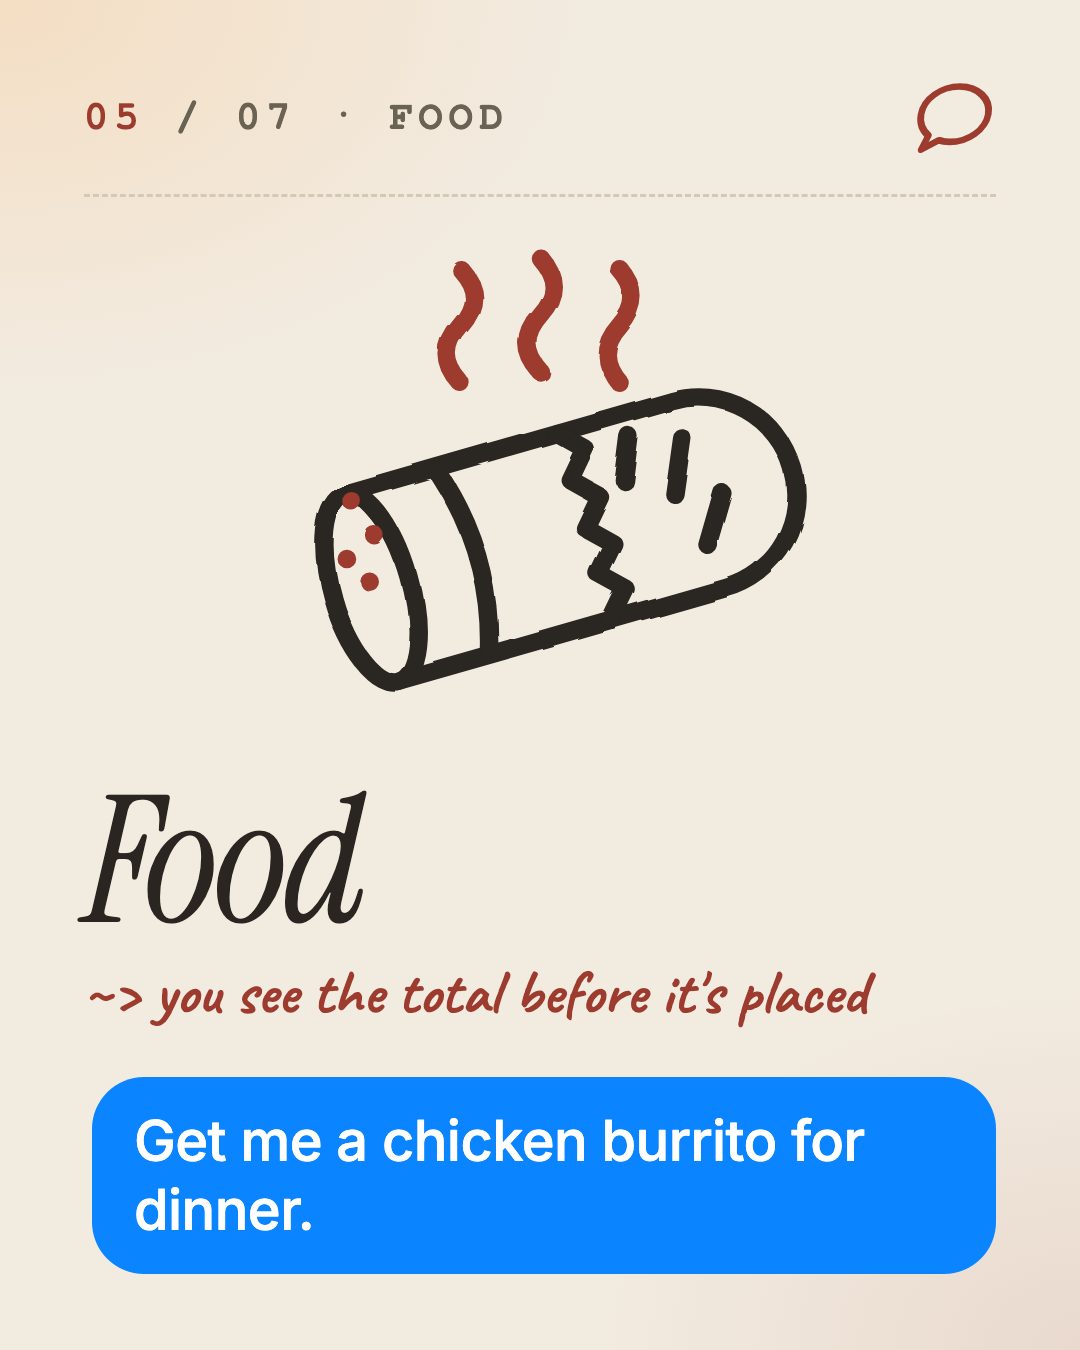 05 / 07 · FOOD
Food
~> you see the total before it's placed
Get me a chicken burrito for
dinner.